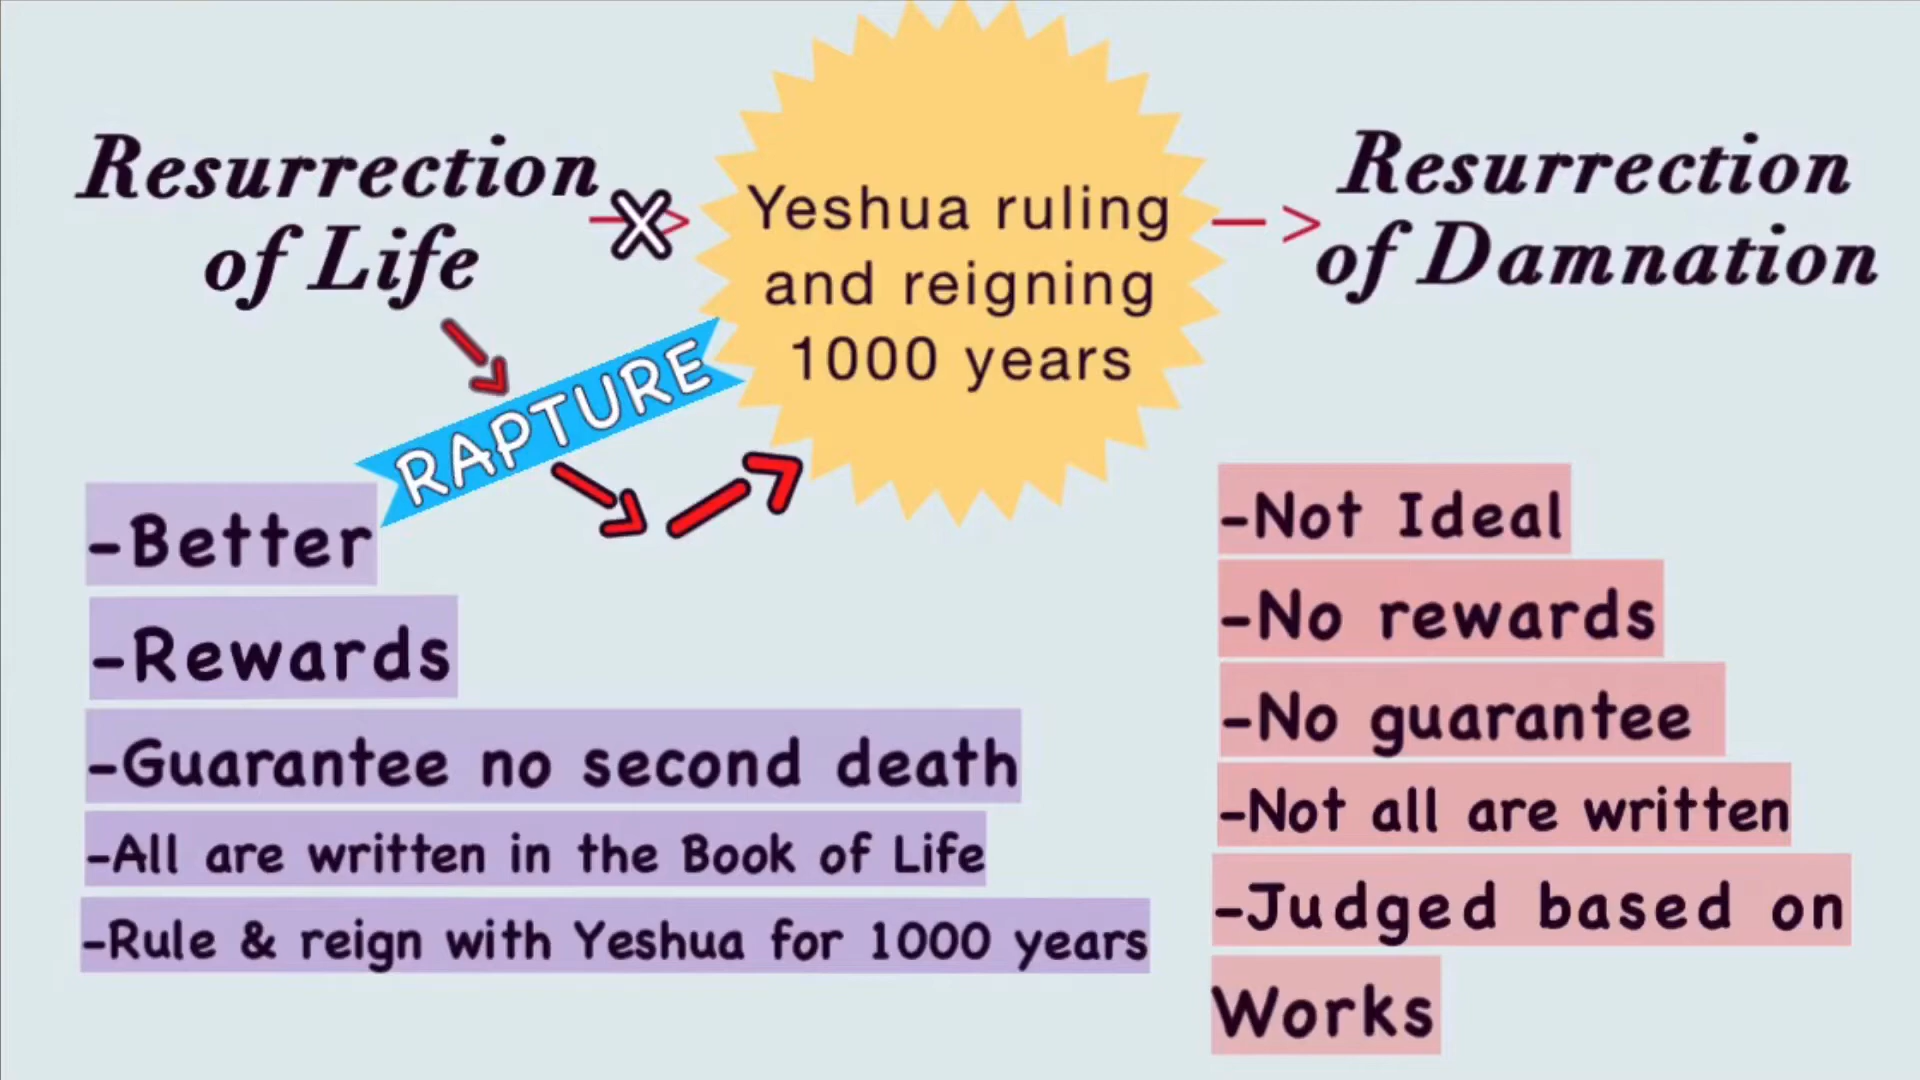 Resurrection
of Life
X
Yeshua ruling
and reigning
1000 years
Resurrection
of Damnation
RAPTURE
-Better
-Rewards
-Guarantee no second death
-All are written in the Book of Life
-Rule & reign with Yeshua for 1000 years
-Not Ideal
-No rewards
-No guarantee
-Not all are written
-Judged based on
Works